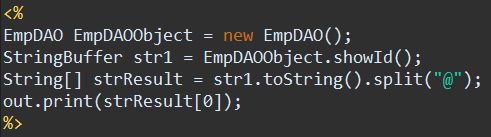 <%
EmpDAO EmpDAOObject = new EmpDAO();
StringBuffer str1 = EmpDAOObject.showId();
String[] strResult = str1.toString().split("@");
out.print(strResult[0]);
%>